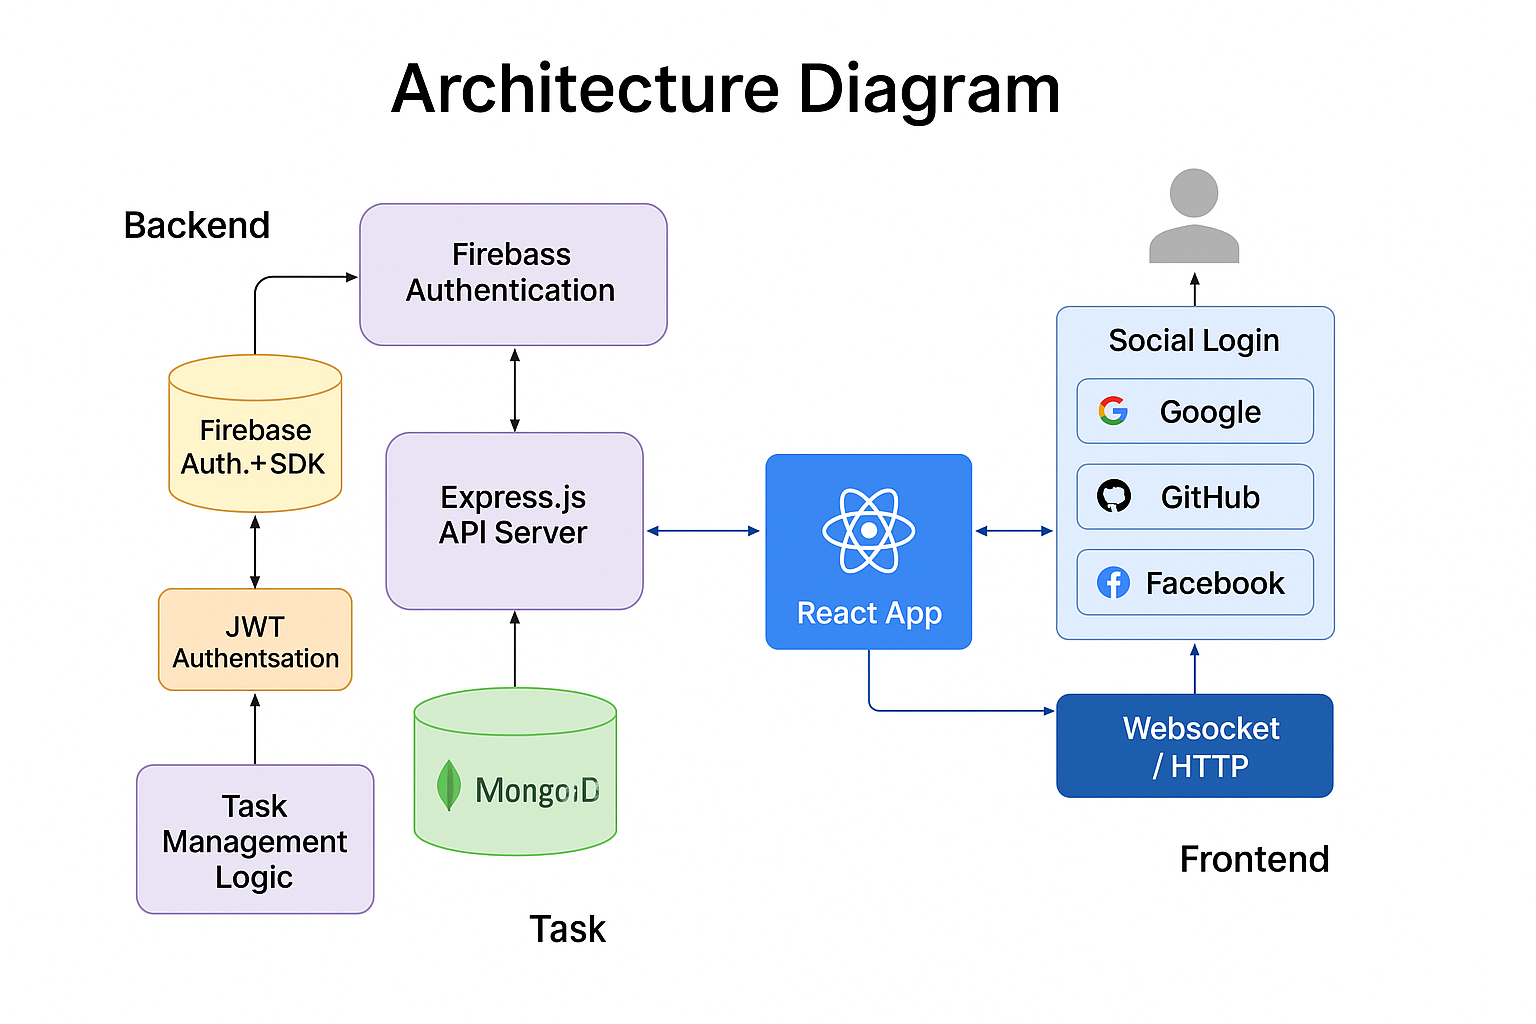 Architecture Diagram
Backend
Firebass
Authentication
Firebase
Auth.+SDK
JWT
Authentsation
Task
Management
Logic
Express.js
API Server
Task
React App
Social Login
Google
GitHub
Facebook
Websocket
/ HTTP
Frontend